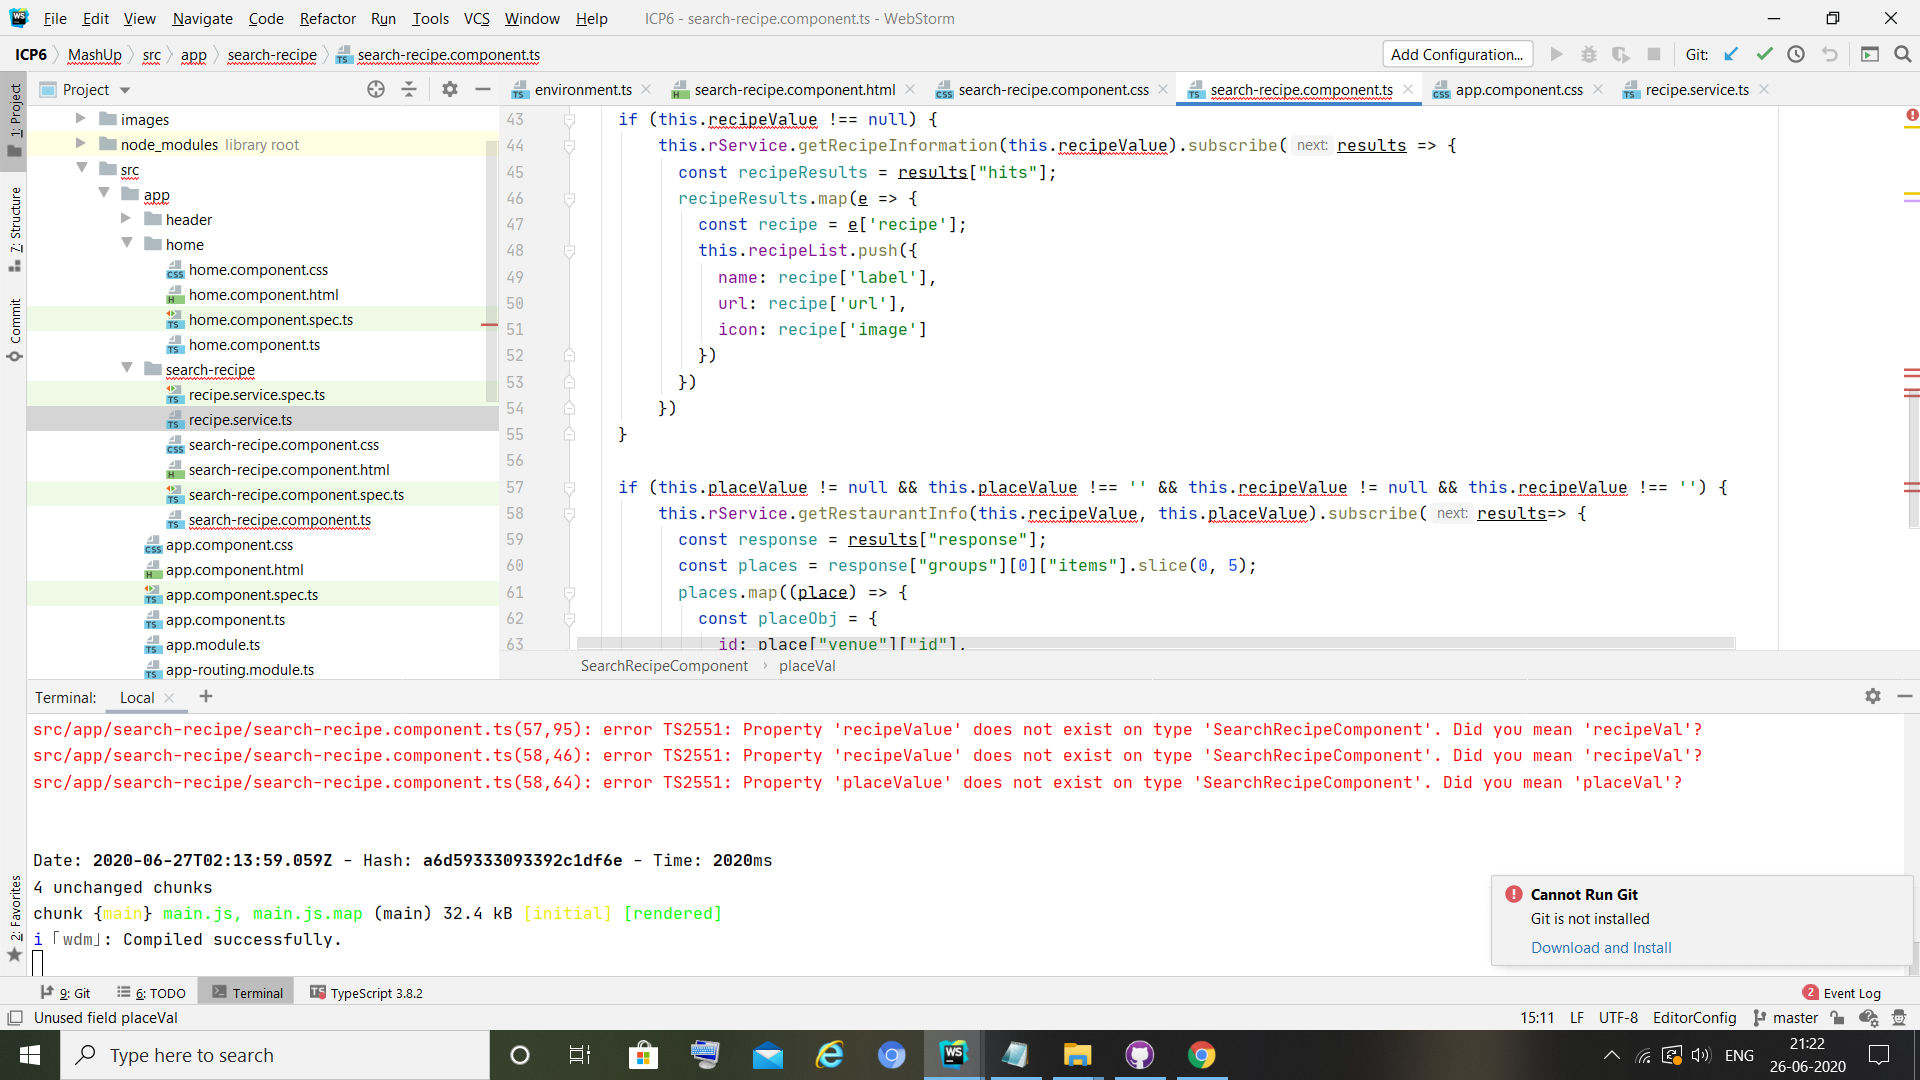 File Edit View Navigate Code Refactor Run Tools VCS Window Help ICP6 - search-recipe.component.ts - WebStorm
ICP6 MashUp src app search-recipe search-recipe.component.ts Add Configuration... Git:
1: Project
7: Structure
Commit
2: Favorites
Project
environment.ts search-recipe.component.html search-recipe.component.css search-recipe.component.ts app.component.css recipe.service.ts
images
node_modules library root
src
app
header
home
home.component.css
home.component.html
home.component.spec.ts
home.component.ts
search-recipe
recipe.service.spec.ts
recipe.service.ts
search-recipe.component.css
search-recipe.component.html
search-recipe.component.spec.ts
search-recipe.component.ts
app.component.css
app.component.html
app.component.spec.ts
app.component.ts
app.module.ts
app-routing.module.ts
43 if (this.recipeValue !== null) {
44 this.rService.getRecipeInformation(this.recipeValue).subscribe( next: results => {
45 const recipeResults = results["hits"];
46 recipeResults.map(e => {
47 const recipe = e['recipe'];
48 this.recipeList.push({
49 name: recipe['label'],
50 url: recipe['url'],
51 icon: recipe['image']
52 })
53 })
54 })
55 }
56
57 if (this.placeValue != null && this.placeValue !== '' && this.recipeValue != null && this.recipeValue !== '') {
58 this.rService.getRestaurantInfo(this.recipeValue, this.placeValue).subscribe( next: results=> {
59 const response = results["response"];
60 const places = response["groups"][0]["items"].slice(0, 5);
61 places.map((place) => {
62 const placeObj = {
63 id: place["venue"]["id"],
SearchRecipeComponent › placeVal
Terminal: Local +
src/app/search-recipe/search-recipe.component.ts(57,95): error TS2551: Property 'recipeValue' does not exist on type 'SearchRecipeComponent'. Did you mean 'recipeVal'?
src/app/search-recipe/search-recipe.component.ts(58,46): error TS2551: Property 'recipeValue' does not exist on type 'SearchRecipeComponent'. Did you mean 'recipeVal'?
src/app/search-recipe/search-recipe.component.ts(58,64): error TS2551: Property 'placeValue' does not exist on type 'SearchRecipeComponent'. Did you mean 'placeVal'?
Date: 2020-06-27T02:13:59.059Z - Hash: a6d59333093392c1df6e - Time: 2020ms
4 unchanged chunks
chunk {main} main.js, main.js.map (main) 32.4 kB [initial] [rendered]
i ｢wdm｣: Compiled successfully.
Cannot Run Git
Git is not installed
Download and Install
9: Git 6: TODO Terminal TypeScript 3.8.2 2 Event Log
Unused field placeVal 15:11 LF UTF-8 EditorConfig master
Type here to search
ENG
21:22
26-06-2020